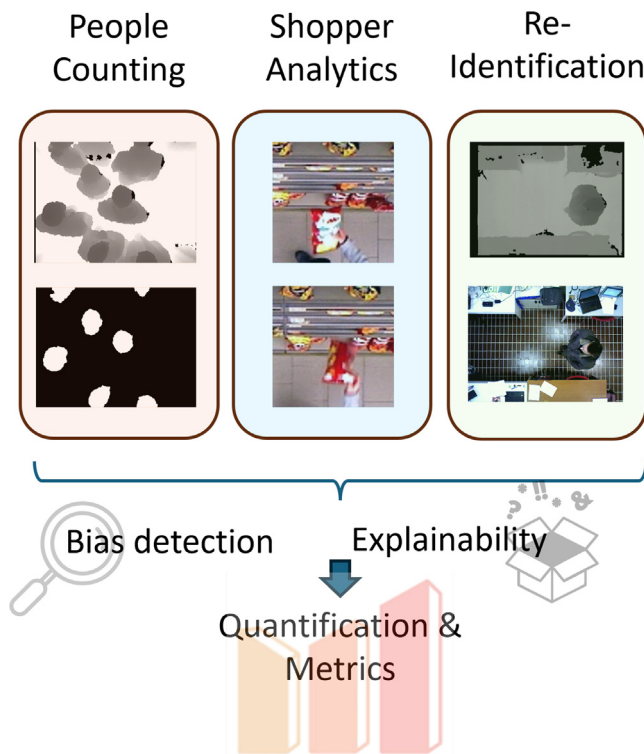 People
Counting
Shopper
Analytics
Re-
Identification
? * !! * &
Bias detection
Explainability
Quantification &
Metrics